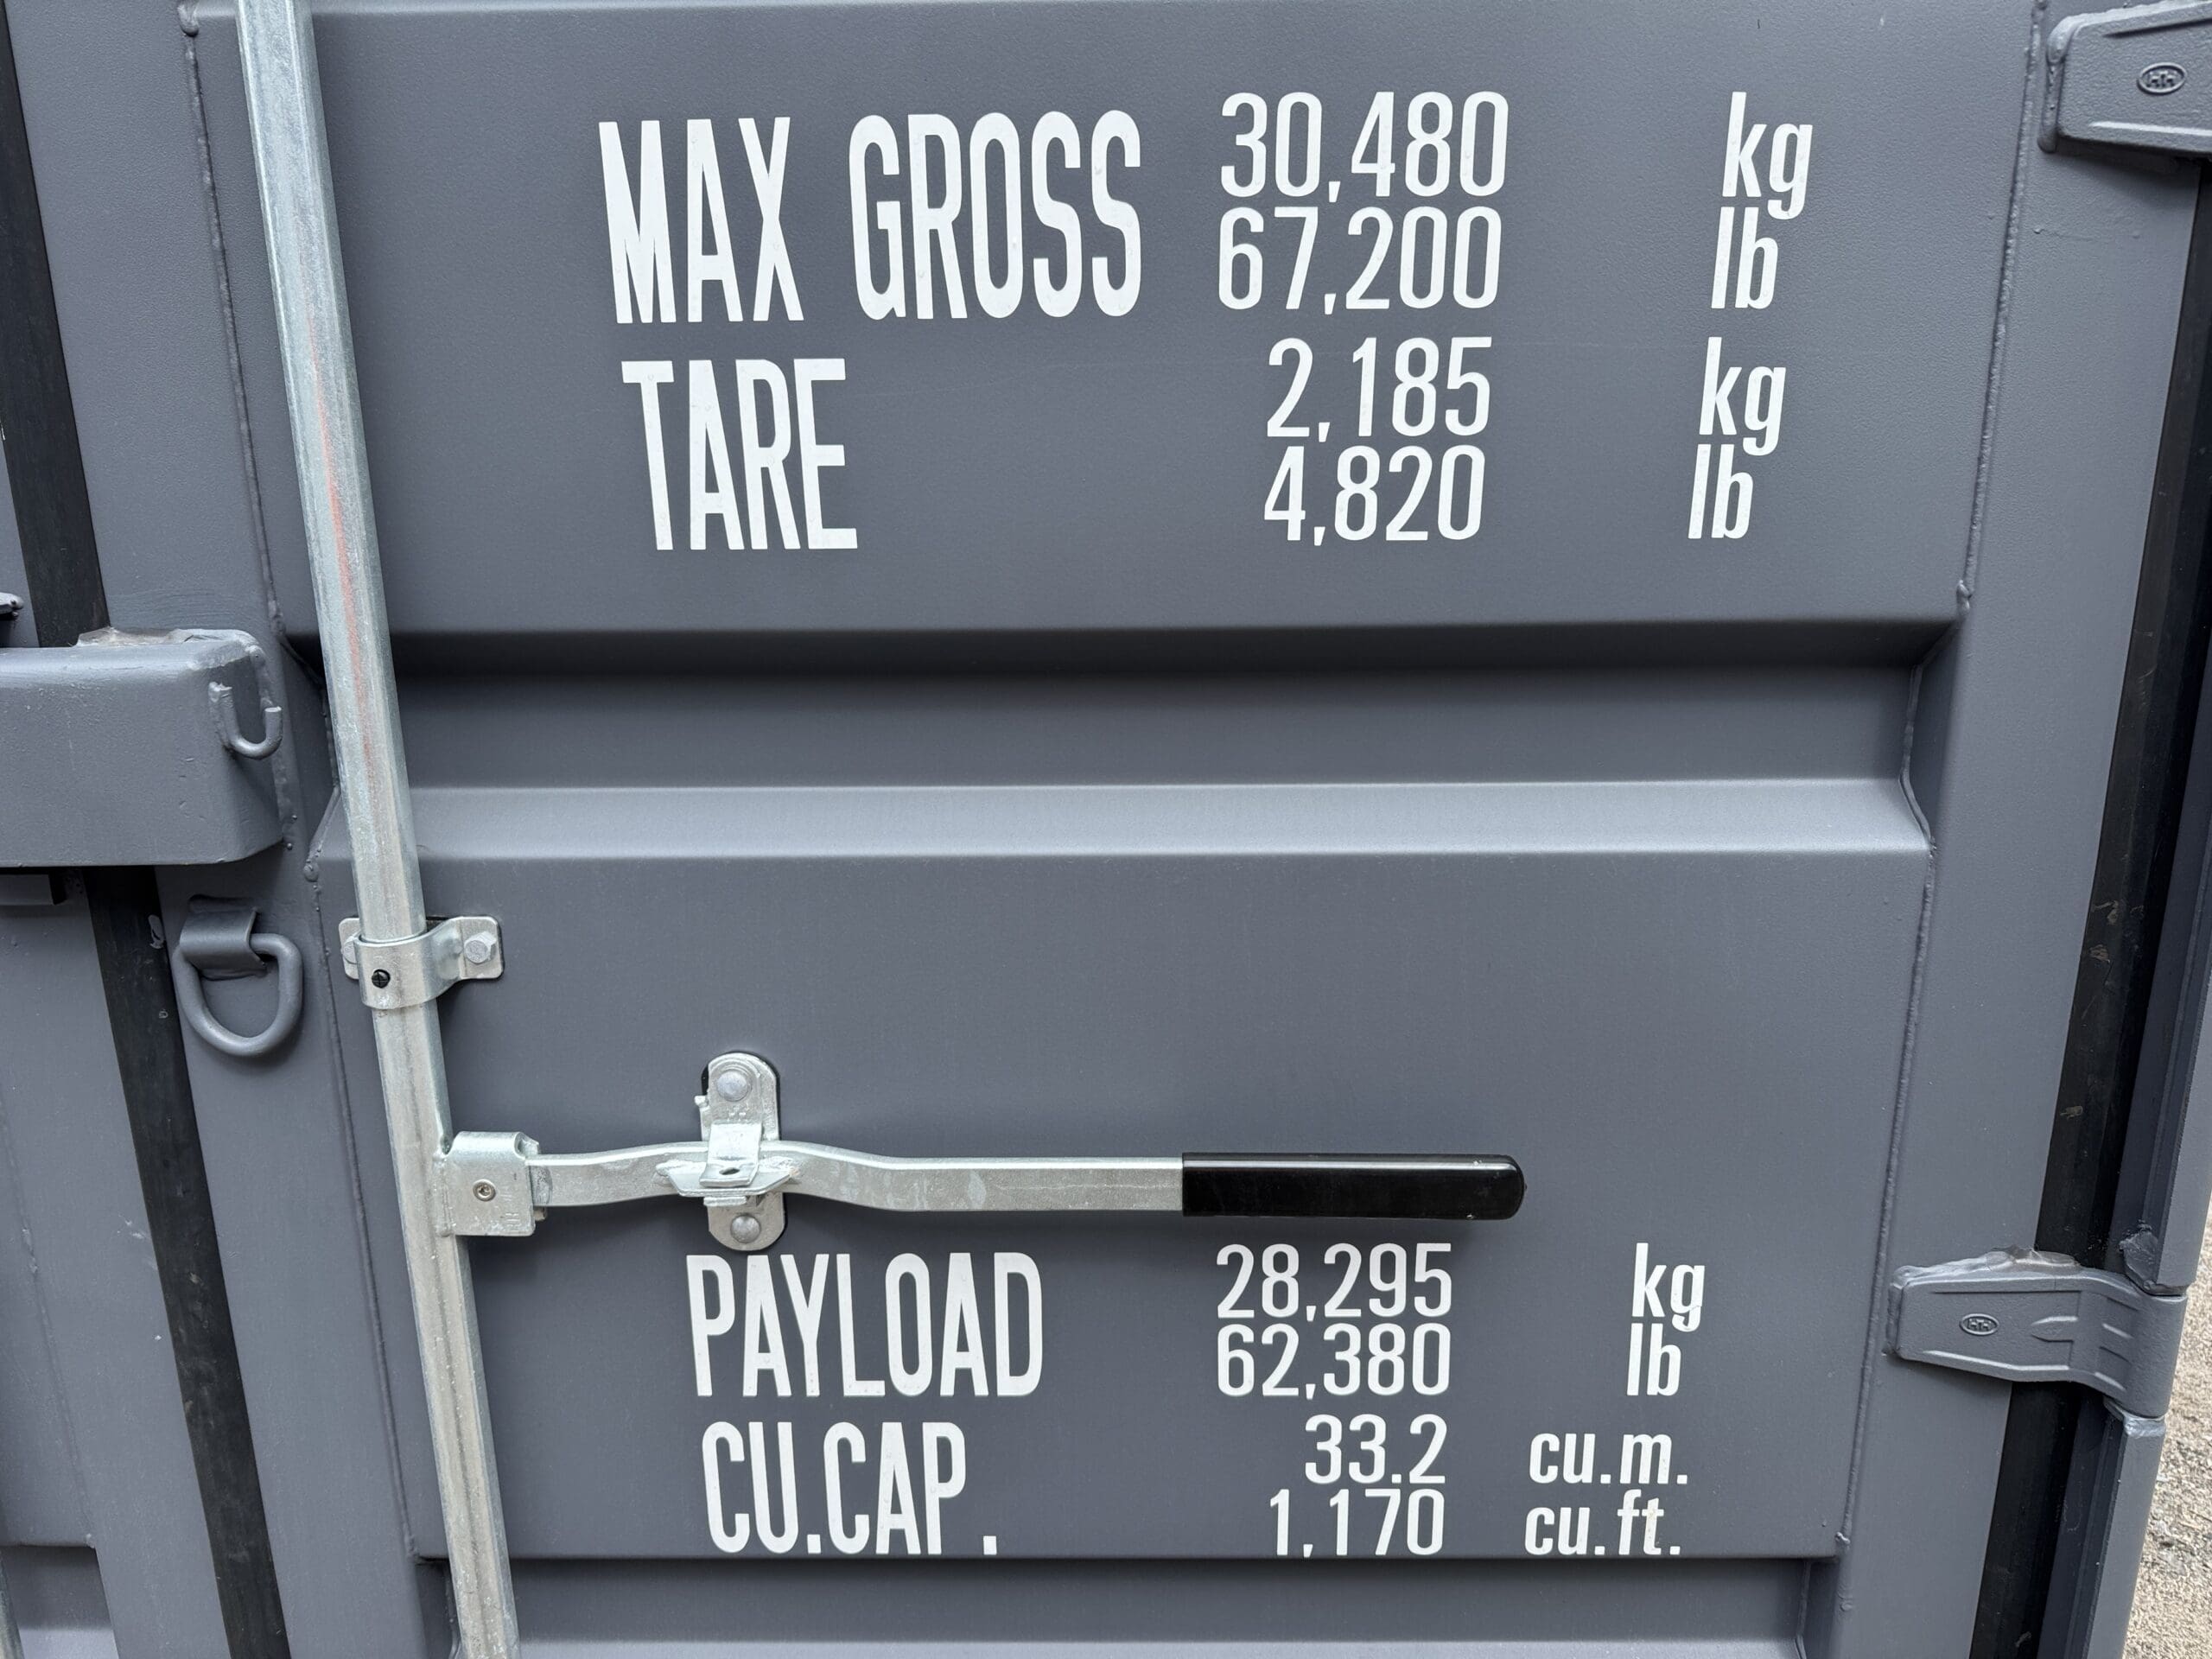 MAX GROSS 30,480 kg
67,200 lb
TARE 2,185 kg
4,820 lb
PAYLOAD 28,295 kg
62,380 lb
CU.CAP. 33.2 cu.m.
1,170 cu.ft.